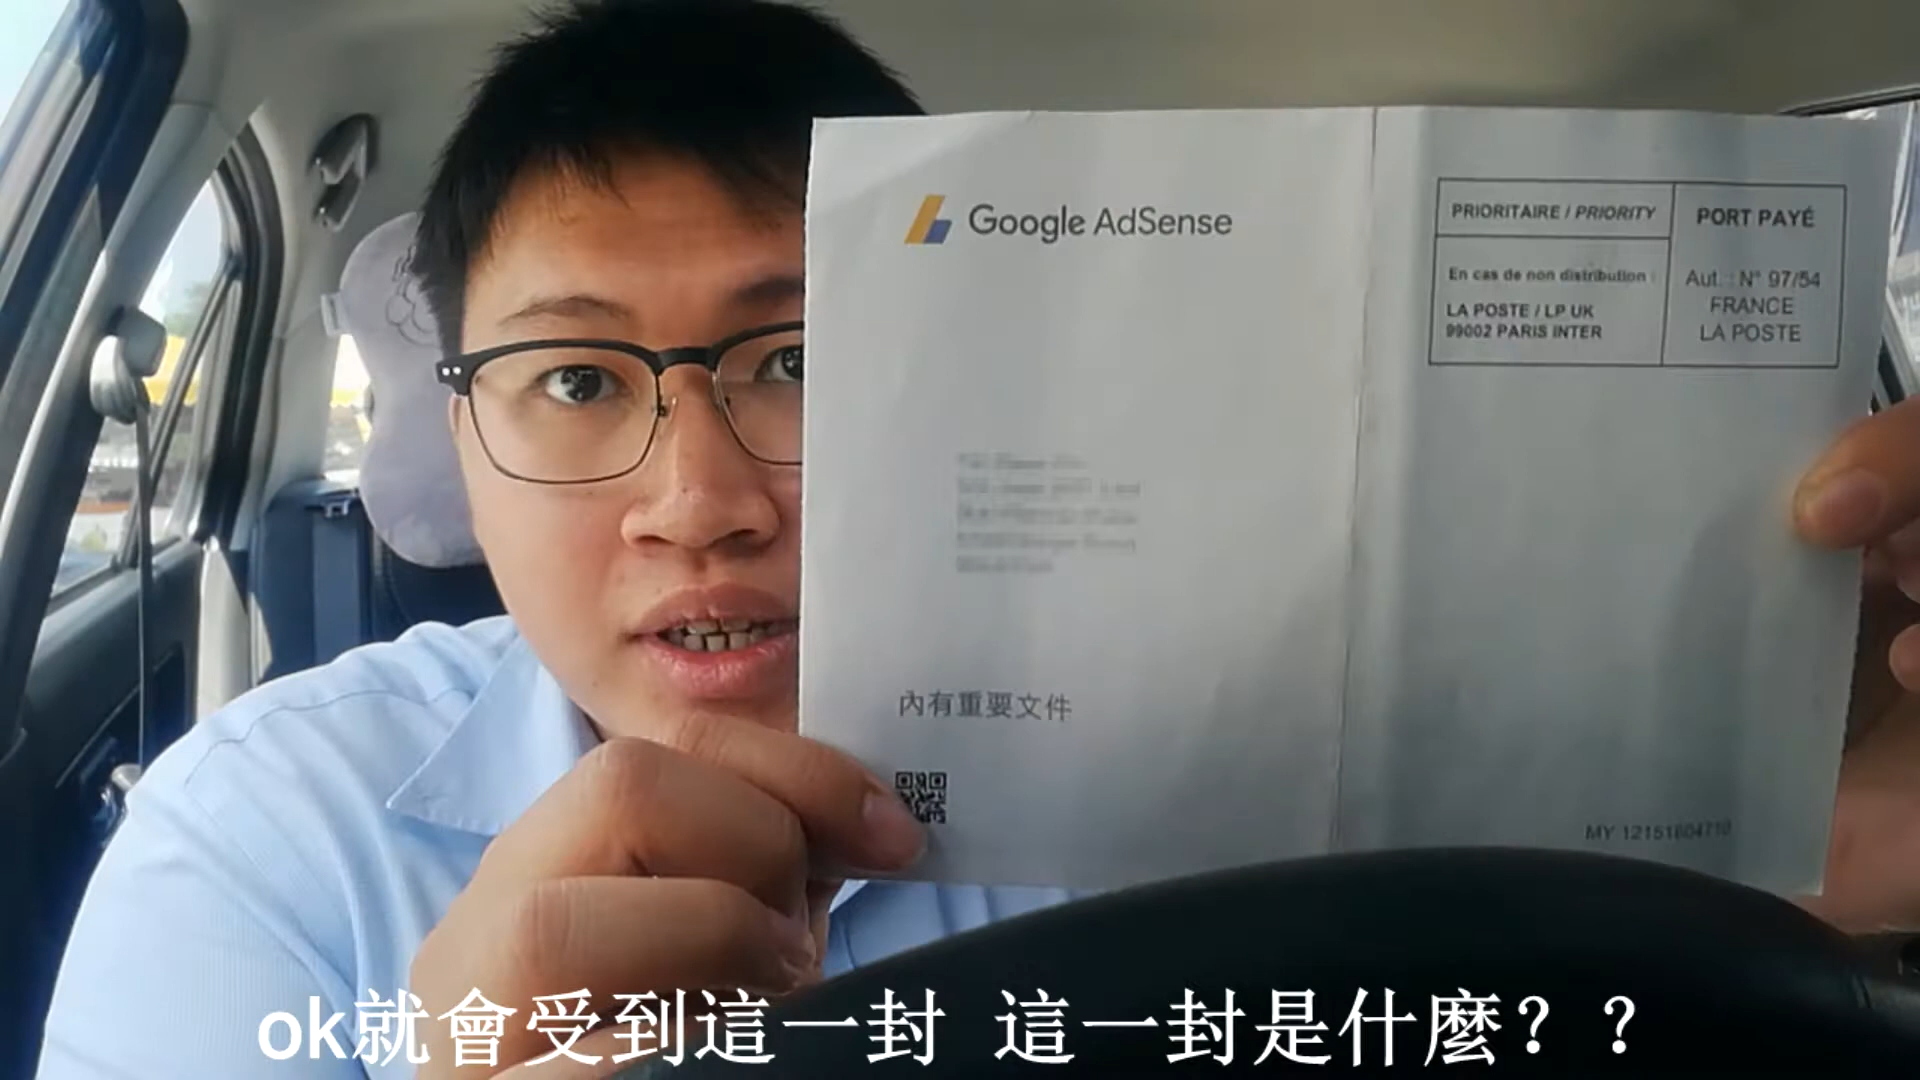 Google AdSense
PRIORITAIRE / PRIORITY
PORT PAYÉ
En cas de non distribution :
Aut. : N° 97/54
FRANCE
LA POSTE
LA POSTE / LP UK
99002 PARIS INTER
內有重要文件
MY 12151604710
ok就會受到這一封 這一封是什麼？？